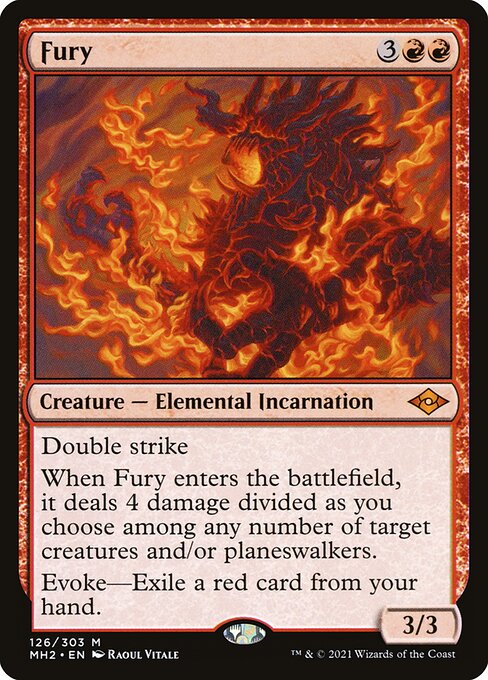 Fury 3
Creature — Elemental Incarnation
Double strike
When Fury enters the battlefield,
it deals 4 damage divided as you
choose among any number of target
creatures and/or planeswalkers.
Evoke—Exile a red card from your
hand.
3/3
126/303 M
MH2 • EN Raoul Vitale
™ & © 2021 Wizards of the Coast